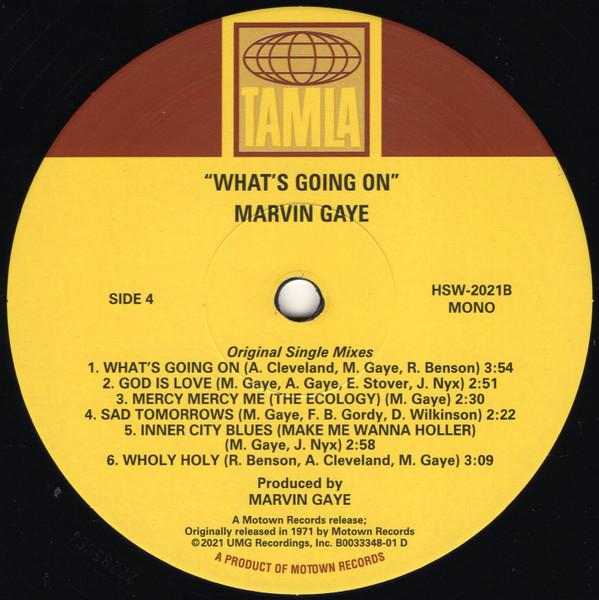 TAMLA
"WHAT'S GOING ON"
MARVIN GAYE
SIDE 4
HSW-2021B
MONO
Original Single Mixes
1. WHAT'S GOING ON (A. Cleveland, M. Gaye, R. Benson) 3:54
2. GOD IS LOVE (M. Gaye, A. Gaye, E. Stover, J. Nyx) 2:51
3. MERCY MERCY ME (THE ECOLOGY) (M. Gaye) 2:30
4. SAD TOMORROWS (M. Gaye, F. B. Gordy, D. Wilkinson) 2:22
5. INNER CITY BLUES (MAKE ME WANNA HOLLER)
(M. Gaye, J. Nyx) 2:58
6. WHOLY HOLY (R. Benson, A. Cleveland, M. Gaye) 3:09
Produced by
MARVIN GAYE
A Motown Records release;
Originally released in 1971 by Motown Records
©2021 UMG Recordings, Inc. B0033348-01 D
A PRODUCT OF MOTOWN RECORDS